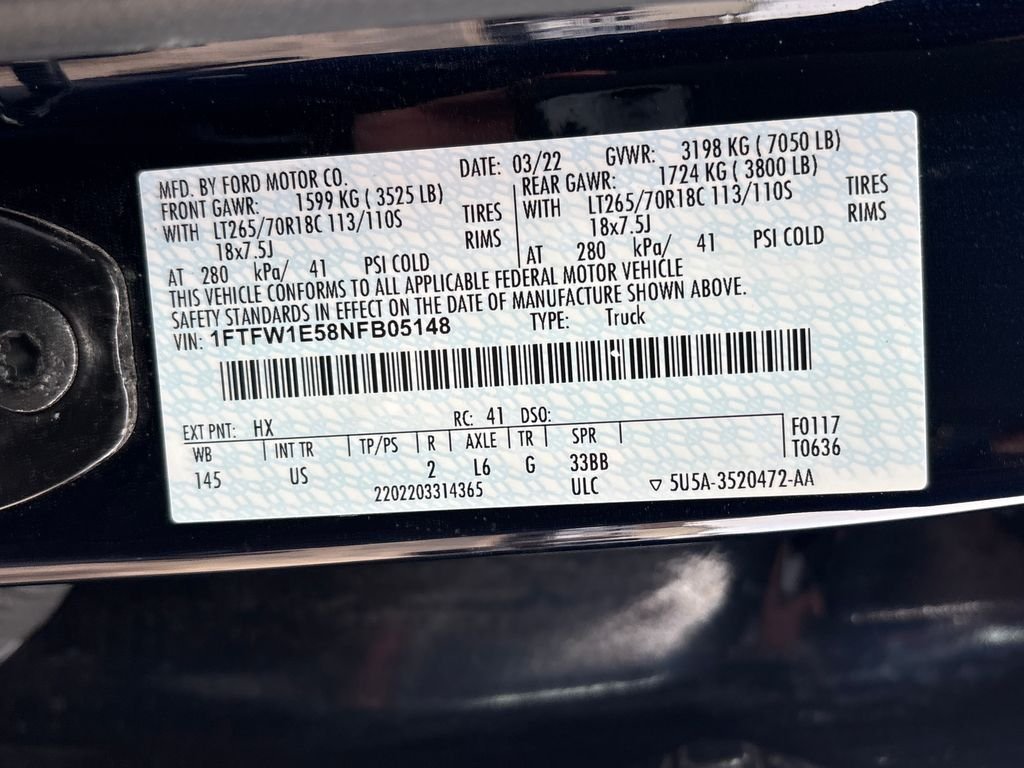 MFD. BY FORD MOTOR CO. DATE: 03/22 GVWR: 3198 KG ( 7050 LB)
FRONT GAWR: 1599 KG ( 3525 LB) REAR GAWR: 1724 KG ( 3800 LB)
WITH LT265/70R18C 113/110S TIRES WITH LT265/70R18C 113/110S TIRES
18x7.5J RIMS 18x7.5J RIMS
AT 280 kPa/ 41 PSI COLD AT 280 kPa/ 41 PSI COLD
THIS VEHICLE CONFORMS TO ALL APPLICABLE FEDERAL MOTOR VEHICLE
SAFETY STANDARDS IN EFFECT ON THE DATE OF MANUFACTURE SHOWN ABOVE.
VIN: 1FTFW1E58NFB05148 TYPE: Truck
EXT PNT: HX RC: 41 DSO:
WB INT TR TP/PS R AXLE TR SPR F0117
145 US 2 L6 G 33BB T0636
2202203314365 ULC ▽ 5U5A-3520472-AA